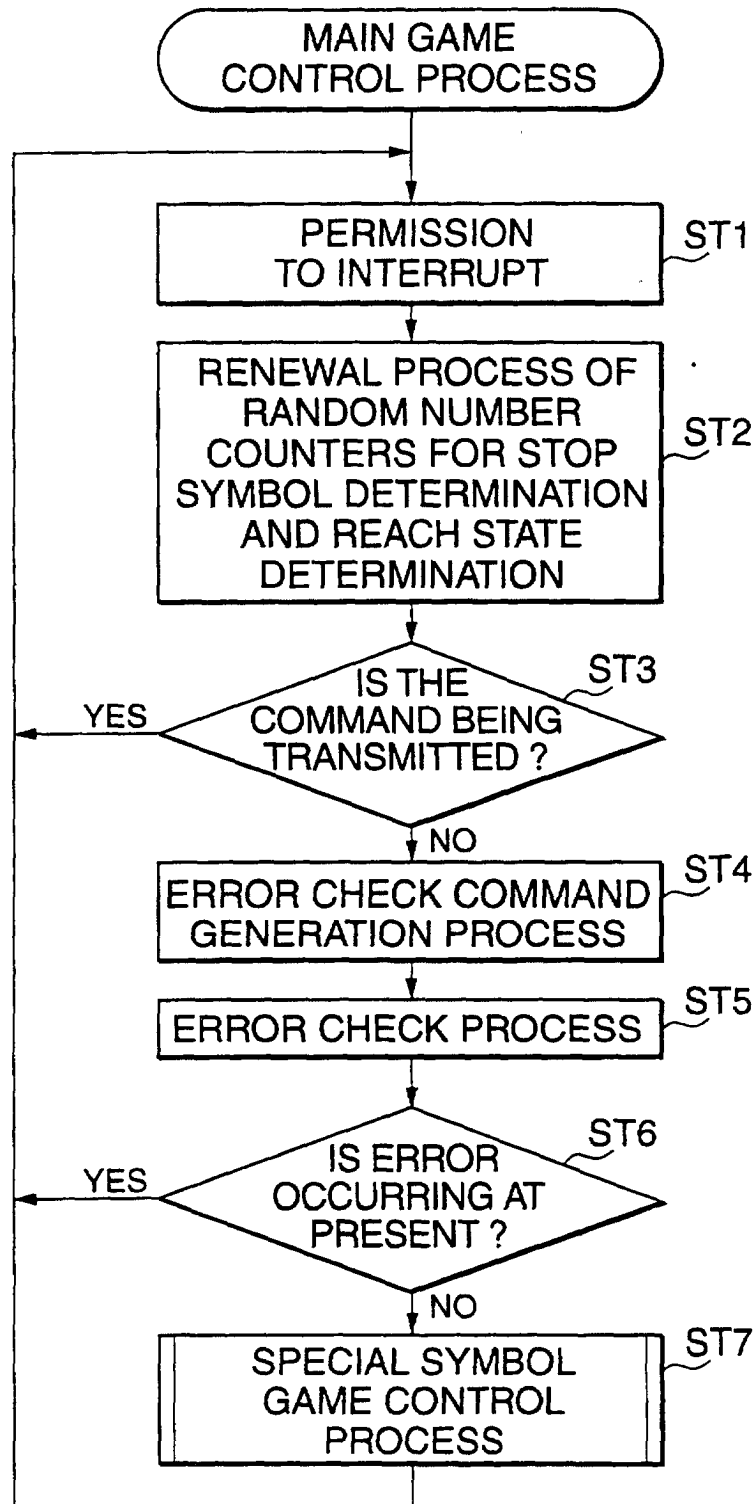 MAIN GAME
CONTROL PROCESS
PERMISSION
TO INTERRUPT
ST1
RENEWAL PROCESS OF
RANDOM NUMBER
COUNTERS FOR STOP
SYMBOL DETERMINATION
AND REACH STATE
DETERMINATION
ST2
IS THE
COMMAND BEING
TRANSMITTED ?
ST3
YES
NO
ERROR CHECK COMMAND
GENERATION PROCESS
ST4
ERROR CHECK PROCESS
ST5
IS ERROR
OCCURRING AT
PRESENT ?
ST6
YES
NO
SPECIAL SYMBOL
GAME CONTROL
PROCESS
ST7